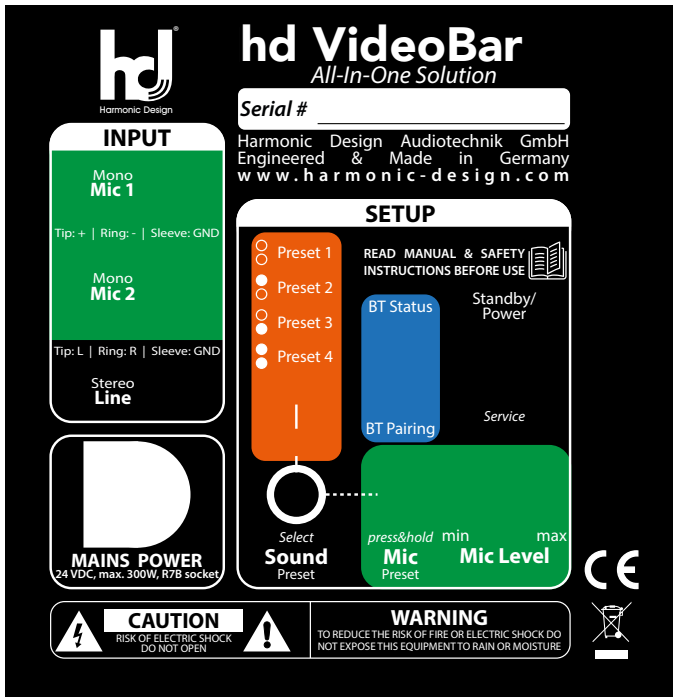 hd
®
Harmonic Design
hd VideoBar
All-In-One Solution
Serial #
Harmonic Design Audiotechnik GmbH
Engineered & Made in Germany
www.harmonic-design.com
INPUT
Mono
Mic 1
Tip: + | Ring: - | Sleeve: GND
Mono
Mic 2
Tip: L | Ring: R | Sleeve: GND
Stereo
Line
MAINS POWER
24 VDC, max. 300W, R7B socket
SETUP
Preset 1
Preset 2
Preset 3
Preset 4
READ MANUAL & SAFETY
INSTRUCTIONS BEFORE USE
BT Status
Standby/
Power
BT Pairing
Service
Select
Sound
Preset
press&hold
Mic
Preset
min max
Mic Level
CE
CAUTION
RISK OF ELECTRIC SHOCK
DO NOT OPEN
WARNING
TO REDUCE THE RISK OF FIRE OR ELECTRIC SHOCK DO
NOT EXPOSE THIS EQUIPMENT TO RAIN OR MOISTURE